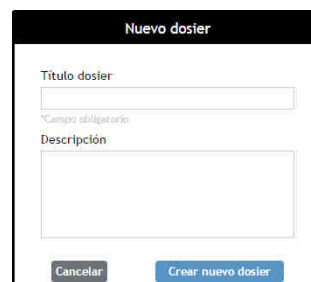 Nuevo dosier
Título dosier
*Campo obligatorio
Descripción
Cancelar Crear nuevo dosier